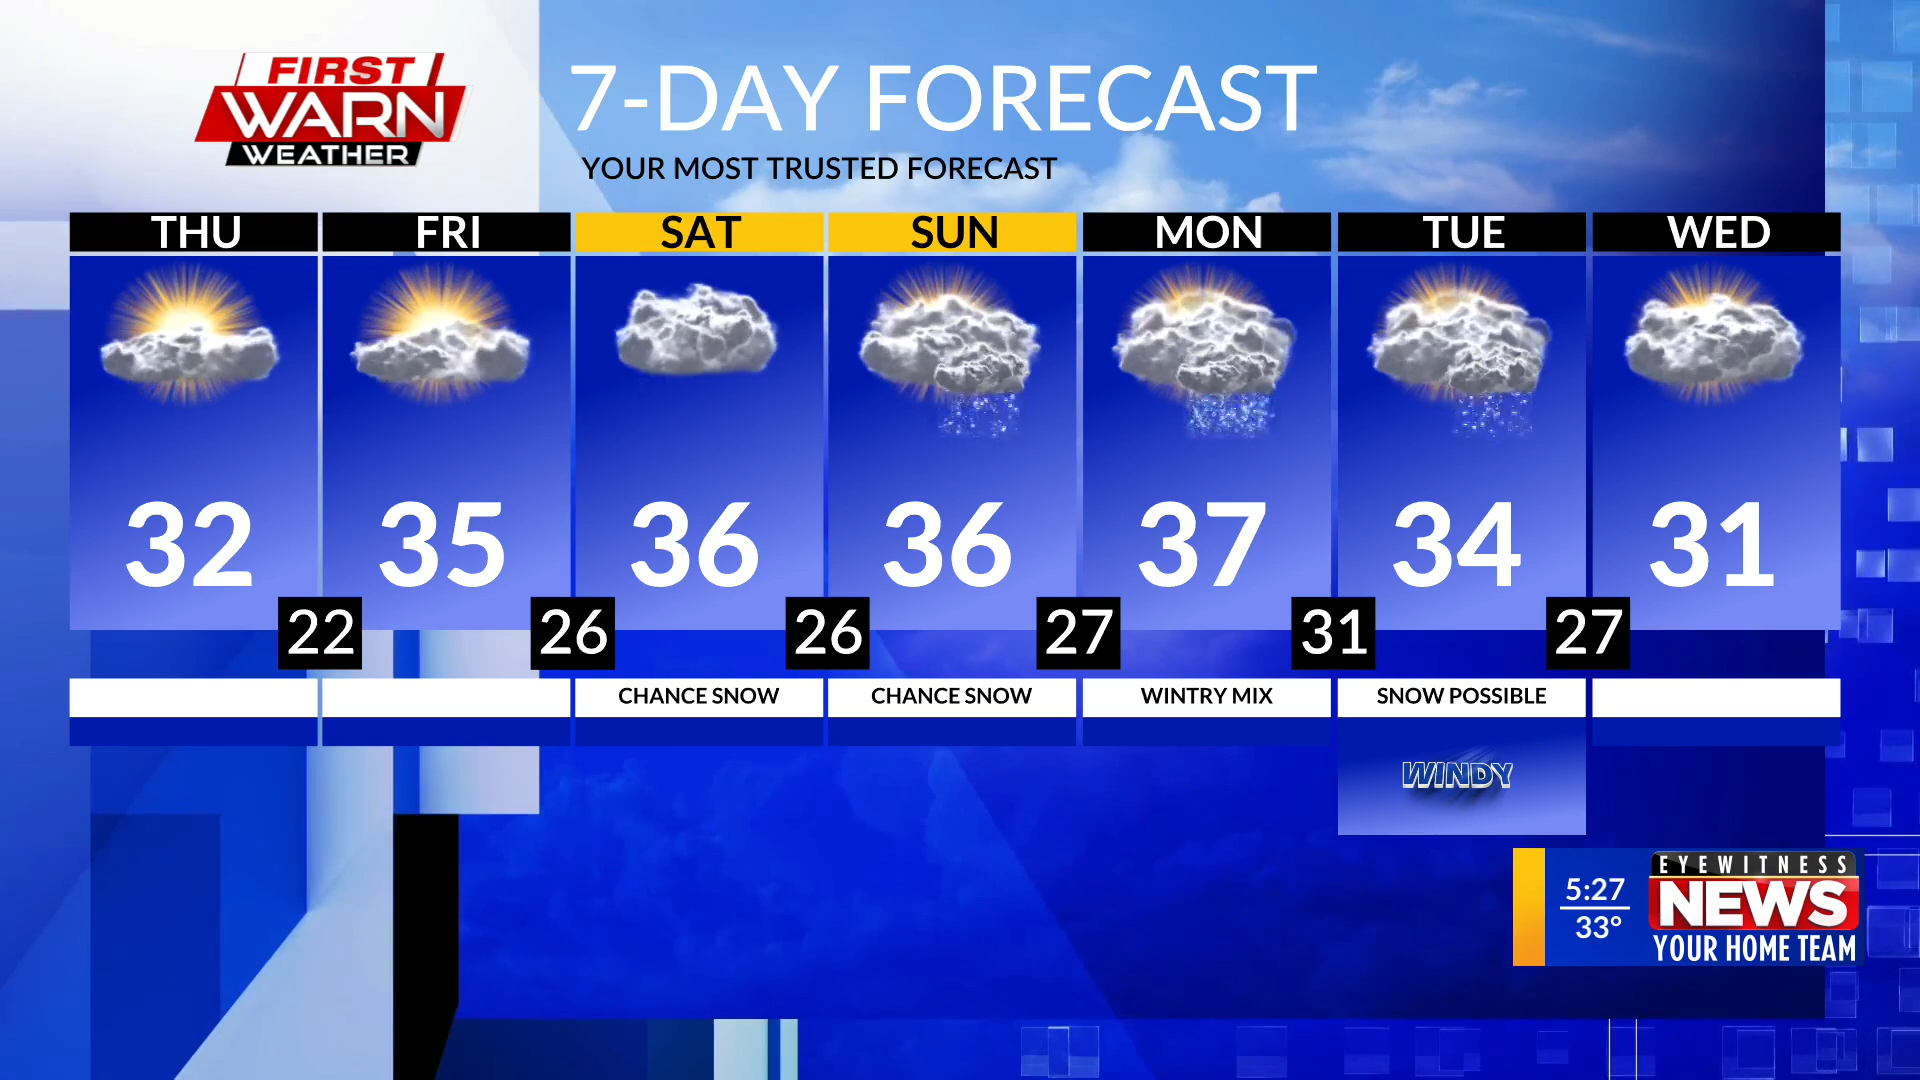 FIRST
WARN
WEATHER
7-DAY FORECAST
YOUR MOST TRUSTED FORECAST
THU FRI SAT SUN MON TUE WED
32 35 36 36 37 34 31
22 26 26 27 31 27
CHANCE SNOW CHANCE SNOW WINTRY MIX SNOW POSSIBLE
WINDY
5:27
33°
EYEWITNESS
NEWS
YOUR HOME TEAM